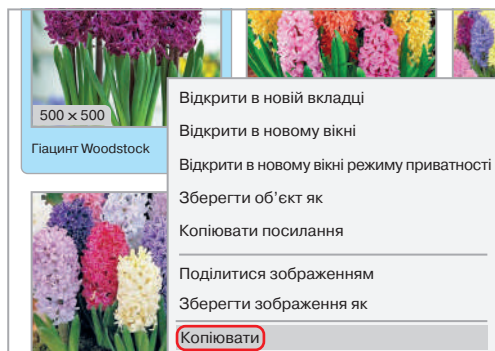 500 × 500
Гіацинт Woodstock
Відкрити в новій вкладці
Відкрити в новому вікні
Відкрити в новому вікні режиму приватності
Зберегти об’єкт як
Копіювати посилання
Поділитися зображенням
Зберегти зображення як
Копіювати